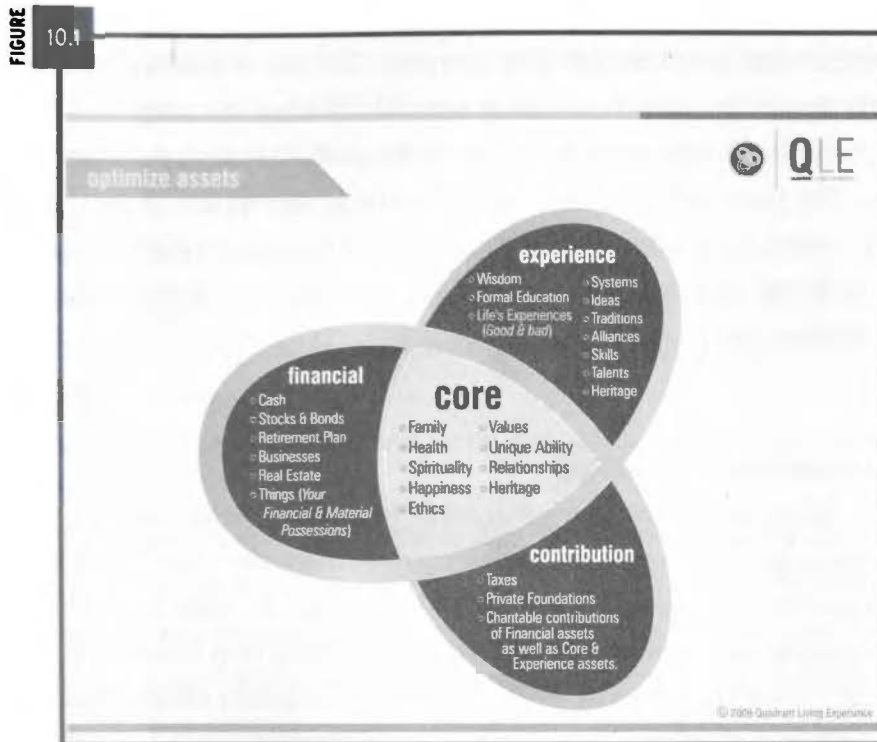 FIGURE
10.1
optimize assets
QLE
experience
Wisdom
Formal Education
Life's Experiences
(Good & bad)
Systems
Ideas
Traditions
Alliances
Skills
Talents
Heritage
financial
Cash
Stocks & Bonds
Retirement Plan
Businesses
Real Estate
Things (Your
Financial & Material
Possessions)
core
Family
Health
Spirituality
Happiness
Ethics
Values
Unique Ability
Relationships
Heritage
contribution
Taxes
Private Foundations
Charitable contributions
of Financial assets
as well as Core &
Experience assets.
© 2006 Quadrant Living Experience